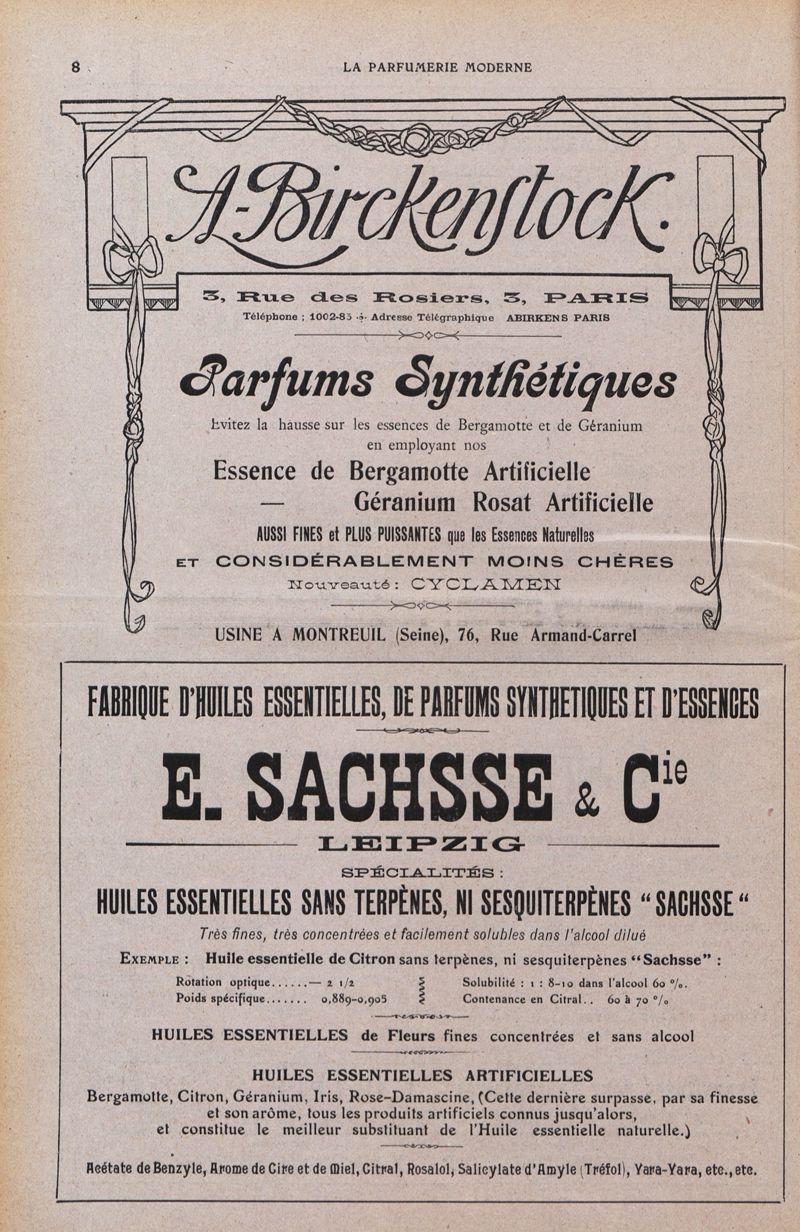 8
LA PARFUMERIE MODERNE
A-Birckenstock.
3, Rue des Rosiers, 3, PARIS
Téléphone : 1002-83 -:- Adresse Télégraphique ABIRKENS PARIS
Parfums Synthétiques
Evitez la hausse sur les essences de Bergamotte et de Géranium
en employant nos
Essence de Bergamotte Artificielle
— Géranium Rosat Artificielle
AUSSI FINES et PLUS PUISSANTES que les Essences Naturelles
ET CONSIDÉRABLEMENT MOINS CHÈRES
Nouveauté : CYCLAMEN
USINE A MONTREUIL (Seine), 76, Rue Armand-Carrel
FABRIQUE D'HUILES ESSENTIELLES, DE PARFUMS SYNTHETIQUES ET D'ESSENCES
E. SACHSSE & Cie
LEIPZIG
SPÉCIALITÉS :
HUILES ESSENTIELLES SANS TERPÈNES, NI SESQUITERPÈNES “SACHSSE“
Très fines, très concentrées et facilement solubles dans l'alcool dilué
EXEMPLE : Huile essentielle de Citron sans terpènes, ni sesquiterpènes “Sachsse” :
Rotation optique......— 2 1/2 Solubilité : 1 : 8-10 dans l'alcool 60 %.
Poids spécifique....... 0,889-0,905 Contenance en Citral.. 60 à 70 %
HUILES ESSENTIELLES de Fleurs fines concentrées et sans alcool
HUILES ESSENTIELLES ARTIFICIELLES
Bergamotte, Citron, Géranium, Iris, Rose-Damascine, (Cette dernière surpasse, par sa finesse
et son arôme, tous les produits artificiels connus jusqu'alors,
et constitue le meilleur substituant de l'Huile essentielle naturelle.)
Acétate de Benzyle, Arome de Cire et de Miel, Citral, Rosalol, Salicylate d'Amyle (Tréfol), Yara-Yara, etc., etc.